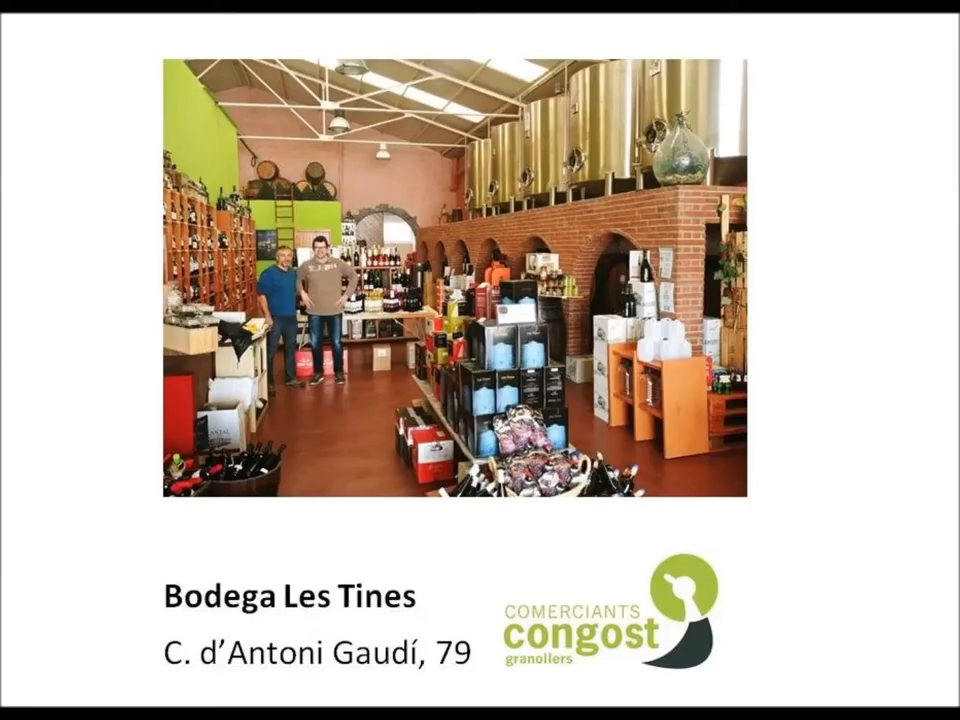 Bodega Les Tines
C. d'Antoni Gaudí, 79
COMERCIANTS
congost
granollers